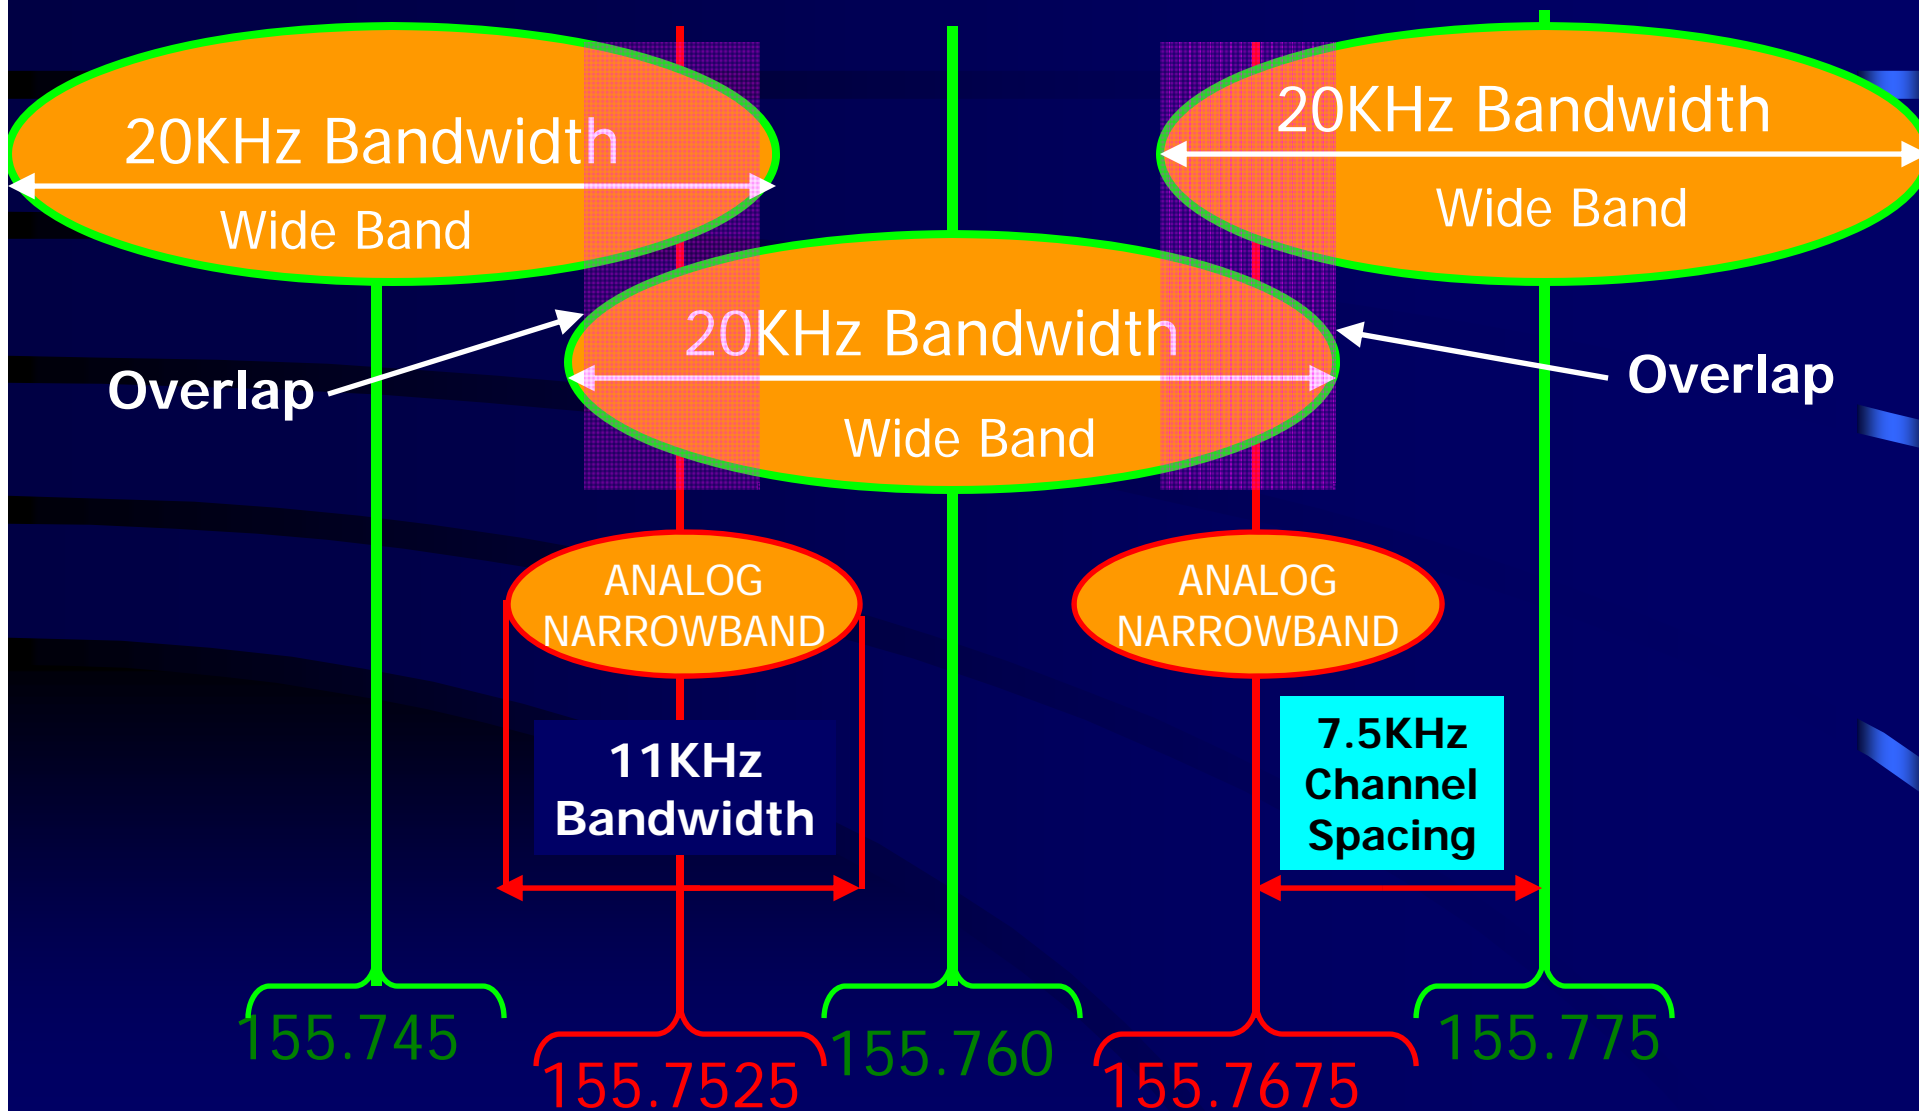 20KHz Bandwidth
Wide Band
20KHz Bandwidth
Wide Band
20KHz Bandwidth
Wide Band
Overlap
Overlap
ANALOG
NARROWBAND
ANALOG
NARROWBAND
11KHz
Bandwidth
7.5KHz
Channel
Spacing
155.745
155.7525
155.760
155.7675
155.775